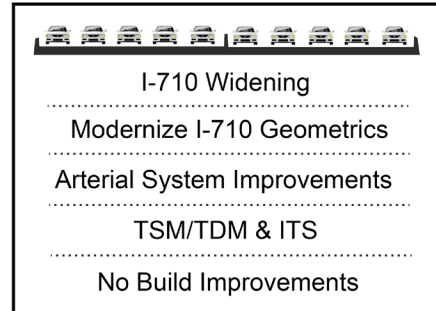 I-710 Widening
Modernize I-710 Geometrics
Arterial System Improvements
TSM/TDM & ITS
No Build Improvements